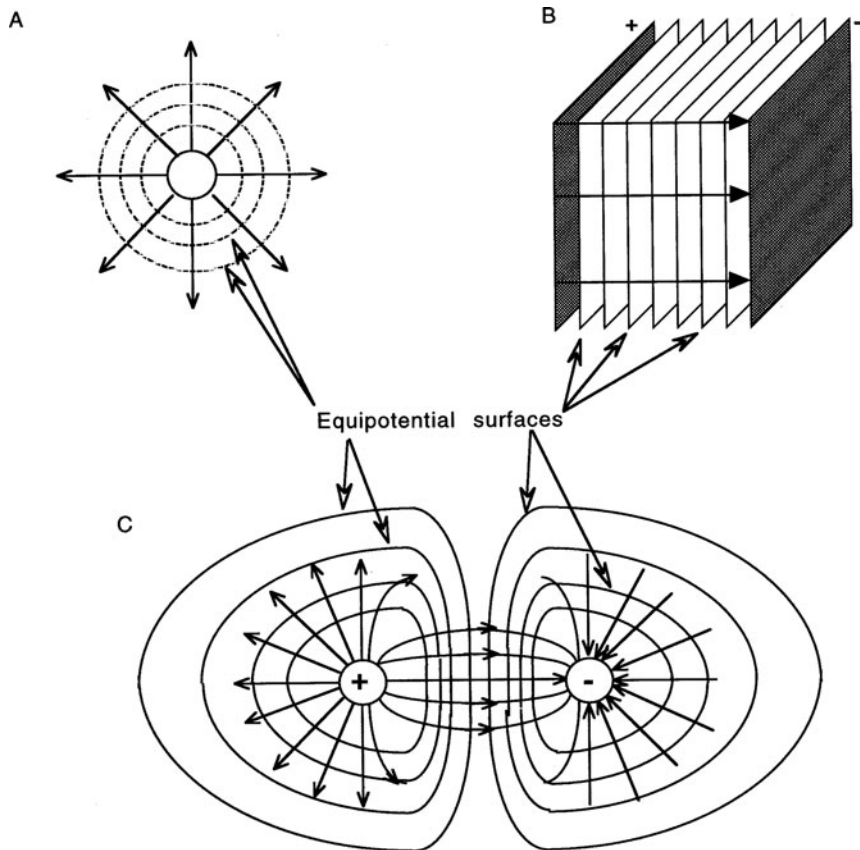 A
B
+ -
Equipotential surfaces
C
+ -